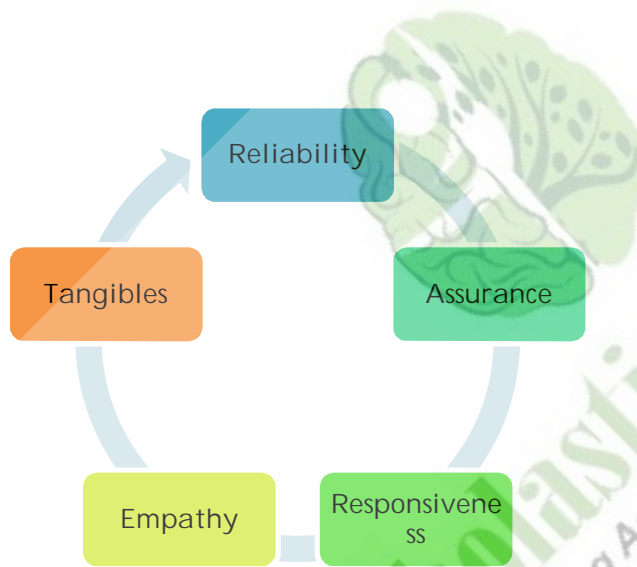 Reliability
Tangibles
Assurance
Empathy
Responsivene
ss